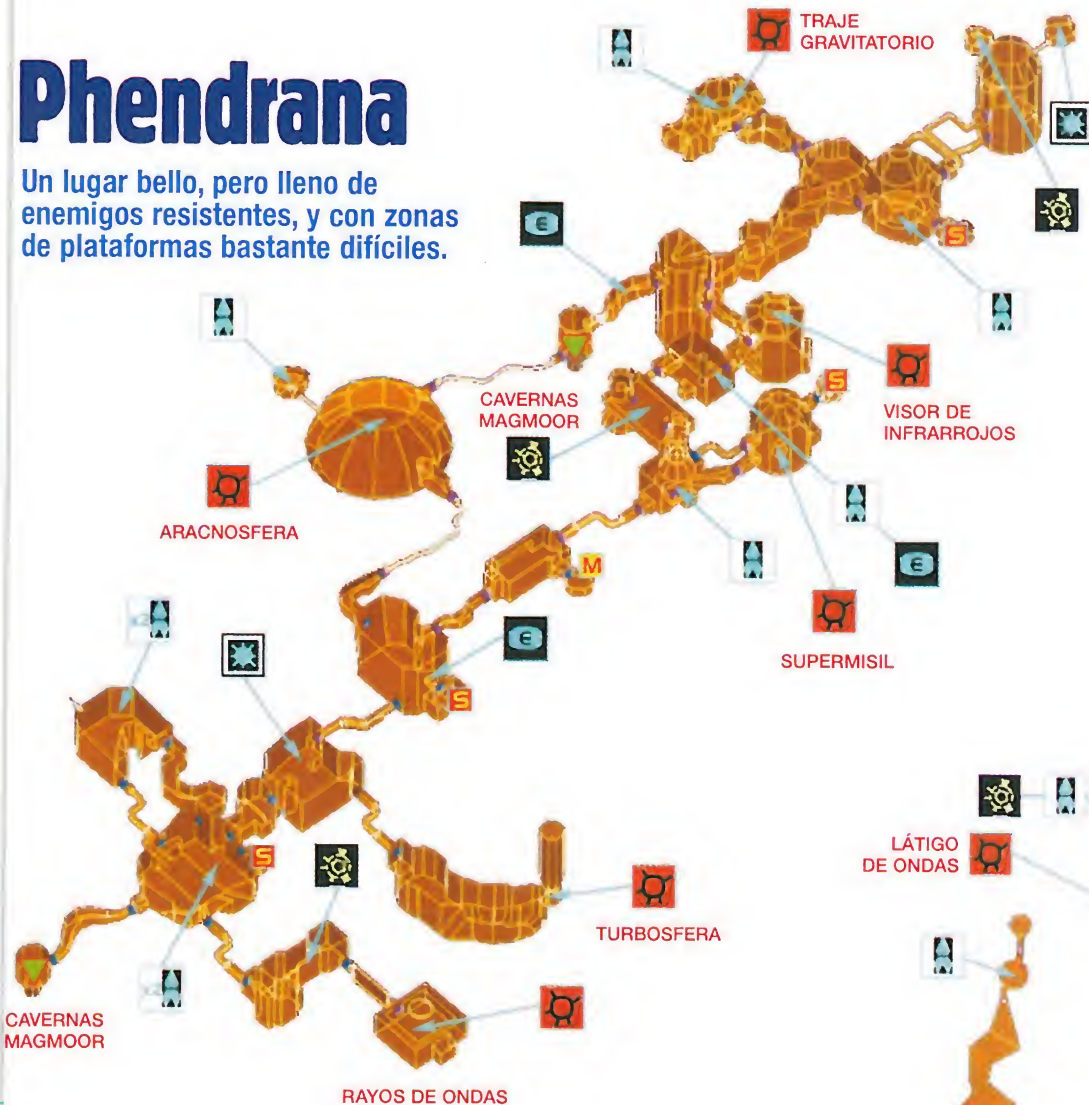 Phendrana
Un lugar bello, pero lleno de
enemigos resistentes, y con zonas
de plataformas bastante difíciles.
TRAJE
GRAVITATORIO
S
CAVERNAS
MAGMOOR
VISOR DE
INFRARROJOS
S
ARACNOSFERA
M
SUPERMISIL
S
S
LÁTIGO
DE ONDAS
TURBOSFERA
CAVERNAS
MAGMOOR
RAYOS DE ONDAS